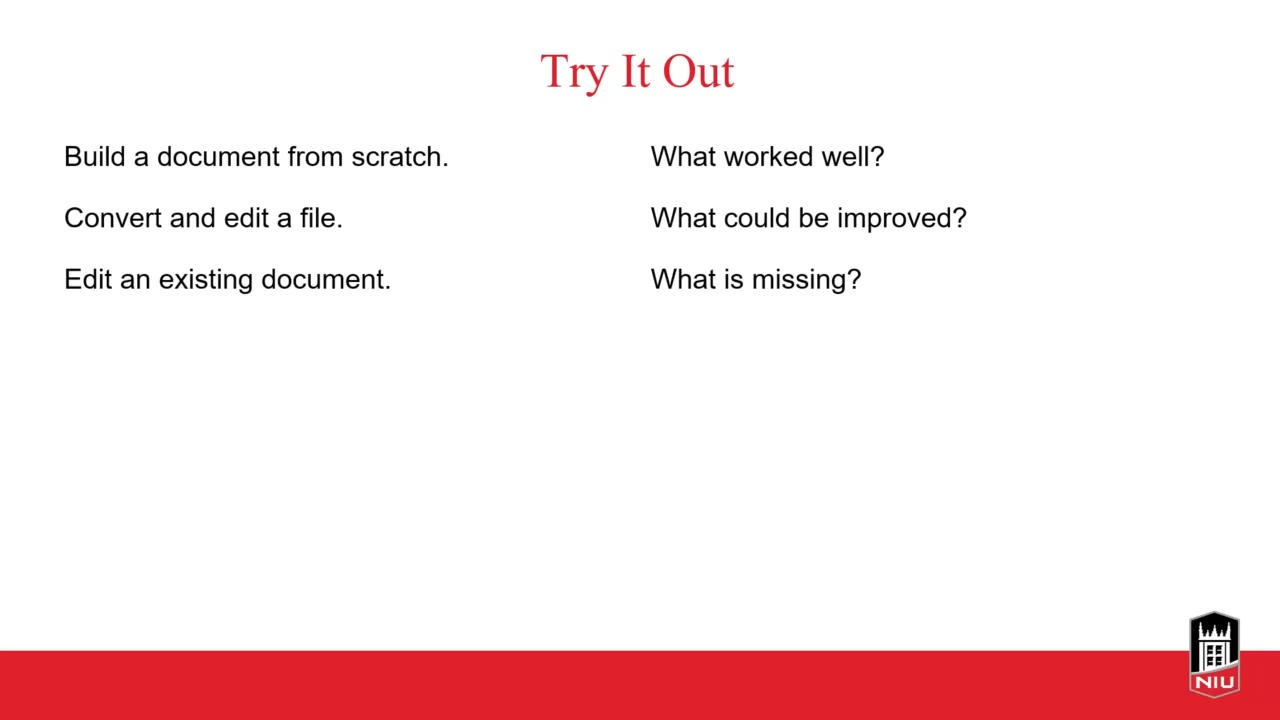 Try It Out
Build a document from scratch.
Convert and edit a file.
Edit an existing document.
What worked well?
What could be improved?
What is missing?
NIU